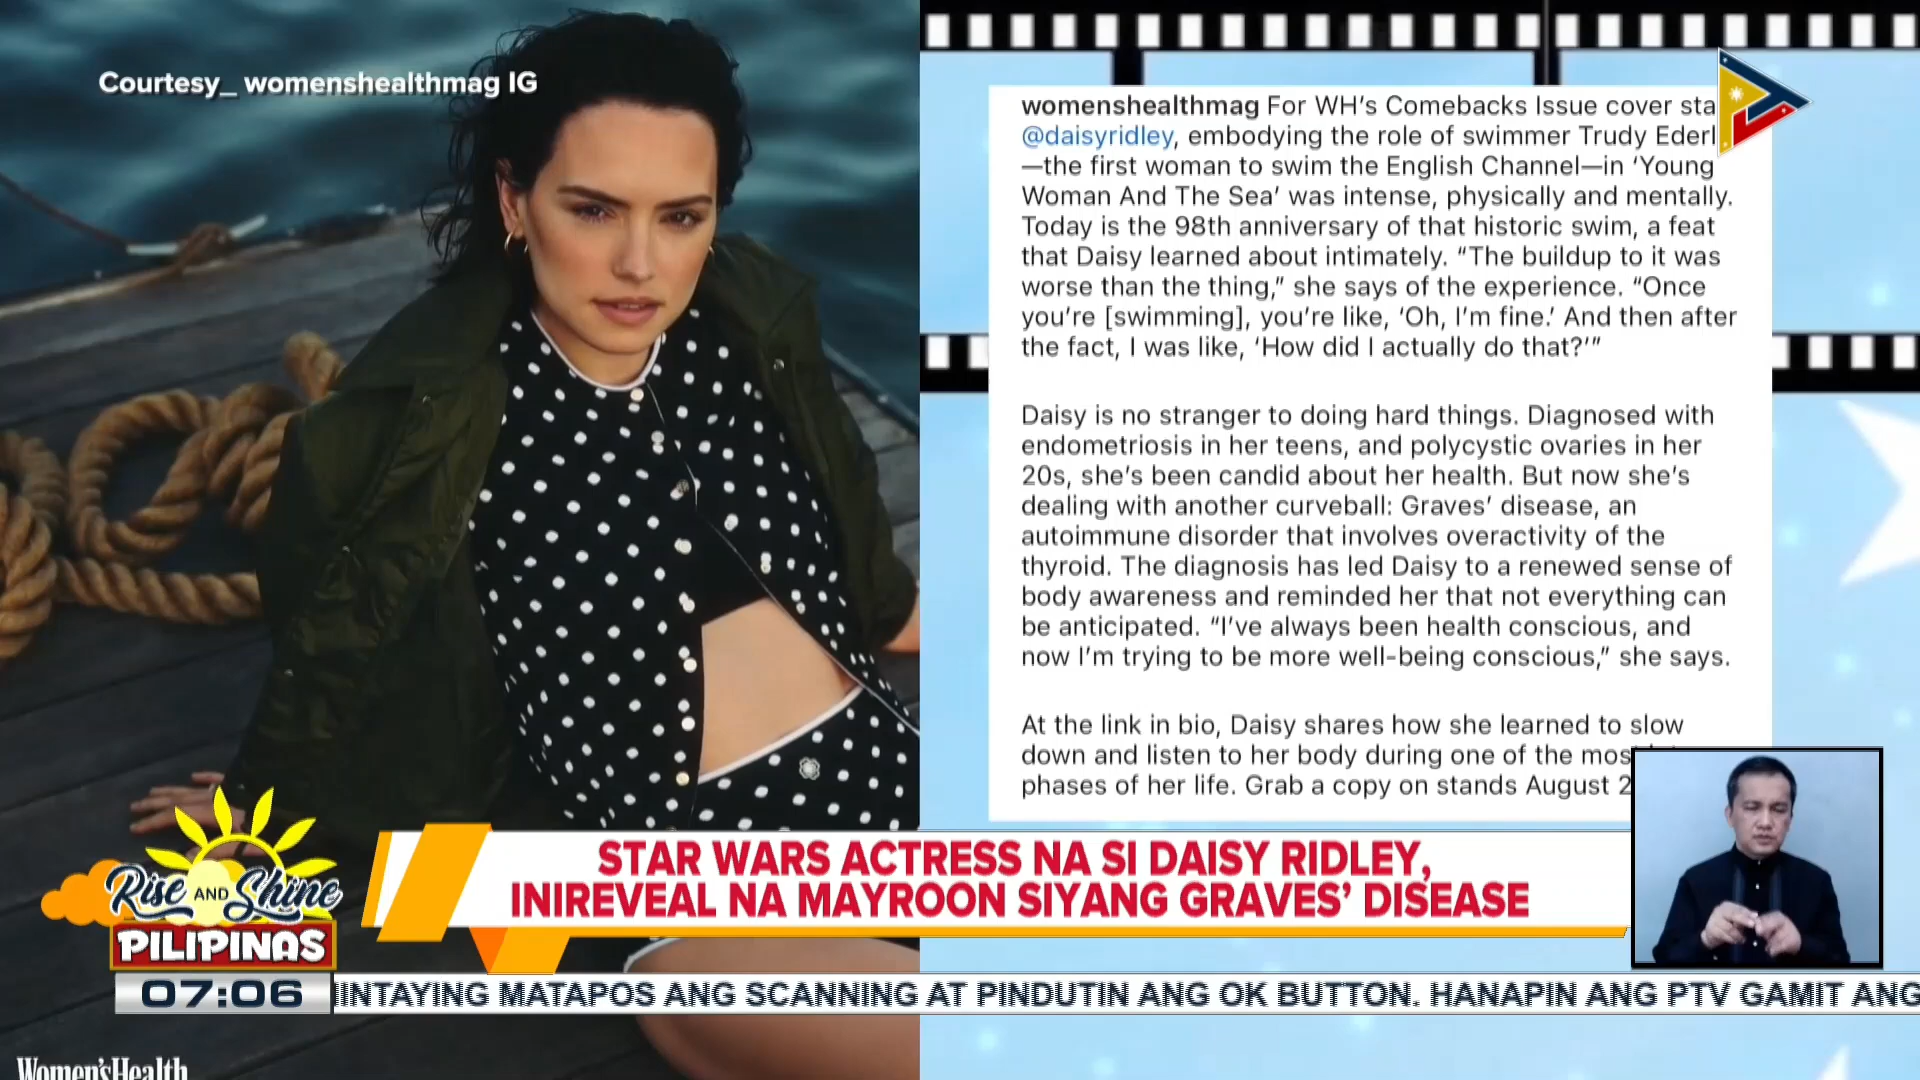 Courtesy_ womenshealthmag IG
womenshealthmag For WH’s Comebacks Issue cover sta
@daisyridley, embodying the role of swimmer Trudy Ederl
—the first woman to swim the English Channel—in ‘Young
Woman And The Sea’ was intense, physically and mentally.
Today is the 98th anniversary of that historic swim, a feat
that Daisy learned about intimately. “The buildup to it was
worse than the thing,” she says of the experience. “Once
you’re [swimming], you’re like, ‘Oh, I’m fine.’ And then after
the fact, I was like, ‘How did I actually do that?’”
Daisy is no stranger to doing hard things. Diagnosed with
endometriosis in her teens, and polycystic ovaries in her
20s, she’s been candid about her health. But now she’s
dealing with another curveball: Graves’ disease, an
autoimmune disorder that involves overactivity of the
thyroid. The diagnosis has led Daisy to a renewed sense of
body awareness and reminded her that not everything can
be anticipated. “I’ve always been health conscious, and
now I’m trying to be more well-being conscious,” she says.
At the link in bio, Daisy shares how she learned to slow
down and listen to her body during one of the mos
phases of her life. Grab a copy on stands August 2
STAR WARS ACTRESS NA SI DAISY RIDLEY,
INIREVEAL NA MAYROON SIYANG GRAVES’ DISEASE
Rise AND Shine
PILIPINAS
07:06
INTAYING MATAPOS ANG SCANNING AT PINDUTIN ANG OK BUTTON. HANAPIN ANG PTV GAMIT ANG
Women'sHealth